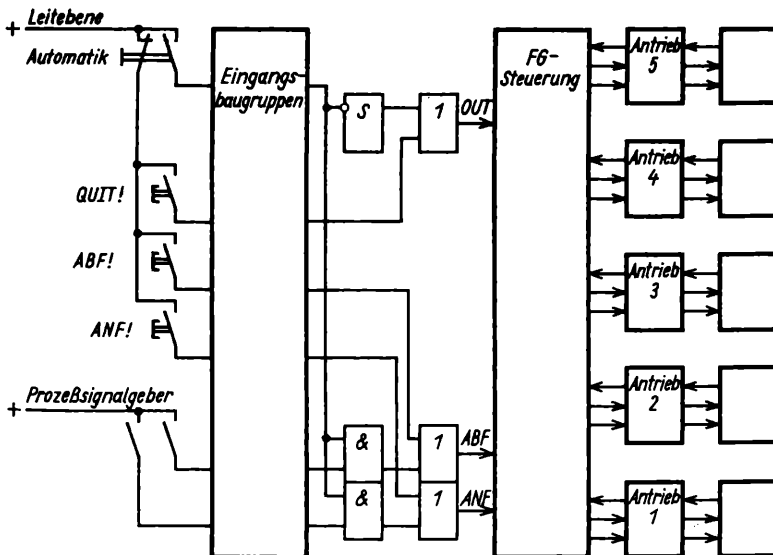 + Leitebene
Automatik
Eingangs-
baugruppen
S
1
OUT
FG-
Steuerung
Antrieb
5
QUIT!
Antrieb
4
ABF!
Antrieb
3
ANF!
+ Prozeßsignalgeber
Antrieb
2
&
1
ABF
&
1
ANF
Antrieb
1